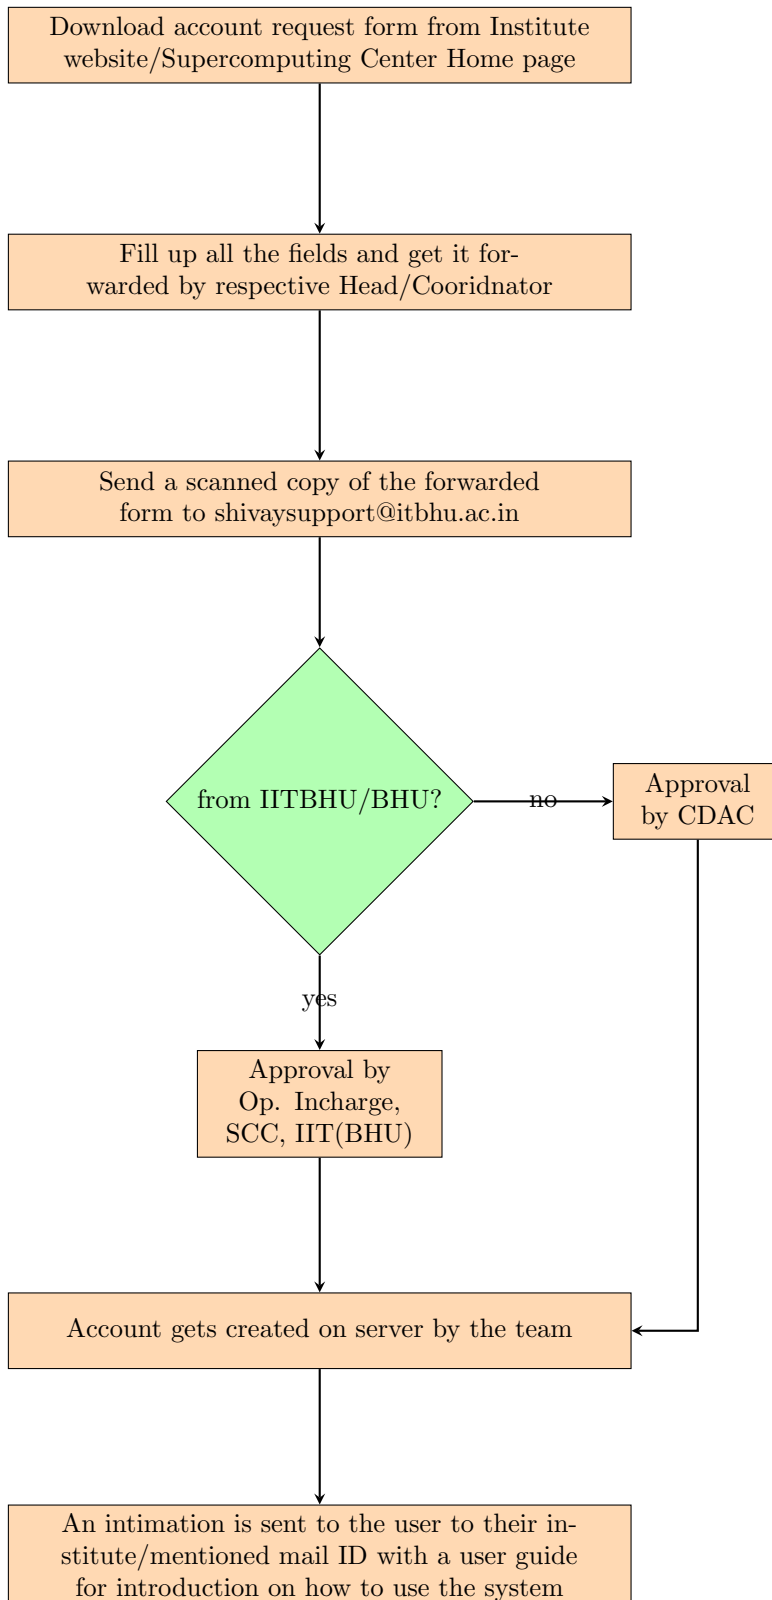 Download account request form from Institute
website/Supercomputing Center Home page
Fill up all the fields and get it for-
warded by respective Head/Cooridnator
Send a scanned copy of the forwarded
form to shivaysupport@itbhu.ac.in
from IITBHU/BHU?
no
Approval
by CDAC
yes
Approval by
Op. Incharge,
SCC, IIT(BHU)
Account gets created on server by the team
An intimation is sent to the user to their in-
stitute/mentioned mail ID with a user guide
for introduction on how to use the system